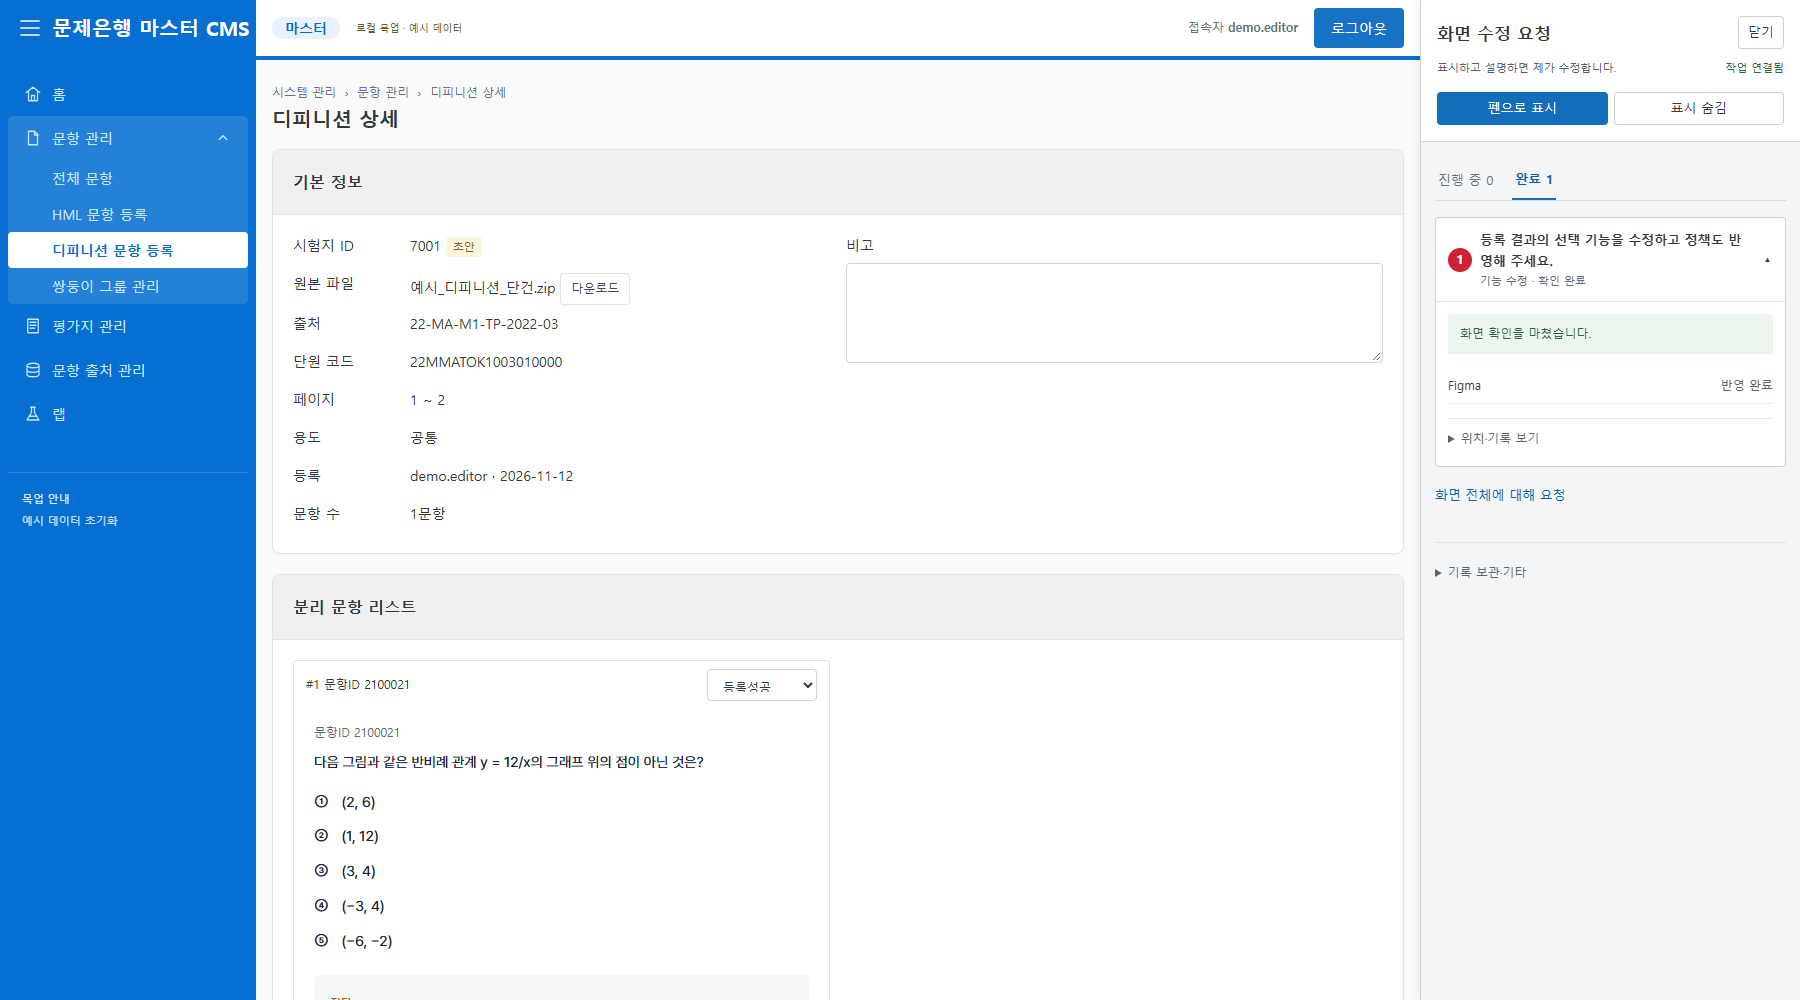 문제은행 마스터 CMS
홈
문항 관리
전체 문항
HML 문항 등록
디피니션 문항 등록
쌍둥이 그룹 관리
평가지 관리
문항 출처 관리
랩
목업 안내
예시 데이터 초기화
마스터 로컬 목업 · 예시 데이터
접속자 demo.editor 로그아웃
시스템 관리 › 문항 관리 › 디피니션 상세
디피니션 상세
기본 정보
시험지 ID 7001 초안
원본 파일 예시_디피니션_단건.zip 다운로드
출처 22-MA-M1-TP-2022-03
단원 코드 22MMATOK1003010000
페이지 1 ~ 2
용도 공통
등록 demo.editor · 2026-11-12
문항 수 1문항
비고
분리 문항 리스트
#1 문항ID 2100021 등록성공
문항ID 2100021
다음 그림과 같은 반비례 관계 y = 12/x의 그래프 위의 점이 아닌 것은?
① (2, 6)
② (1, 12)
③ (3, 4)
④ (−3, 4)
⑤ (−6, −2)
화면 수정 요청 닫기
표시하고 설명하면 제가 수정합니다. 작업 연결됨
펜으로 표시 표시 숨김
진행 중 0 완료 1
1 등록 결과의 선택 기능을 수정하고 정책도 반
영해 주세요.
기능 수정 · 확인 완료
화면 확인을 마쳤습니다.
Figma 반영 완료
위치·기록 보기
화면 전체에 대해 요청
기록 보관·기타